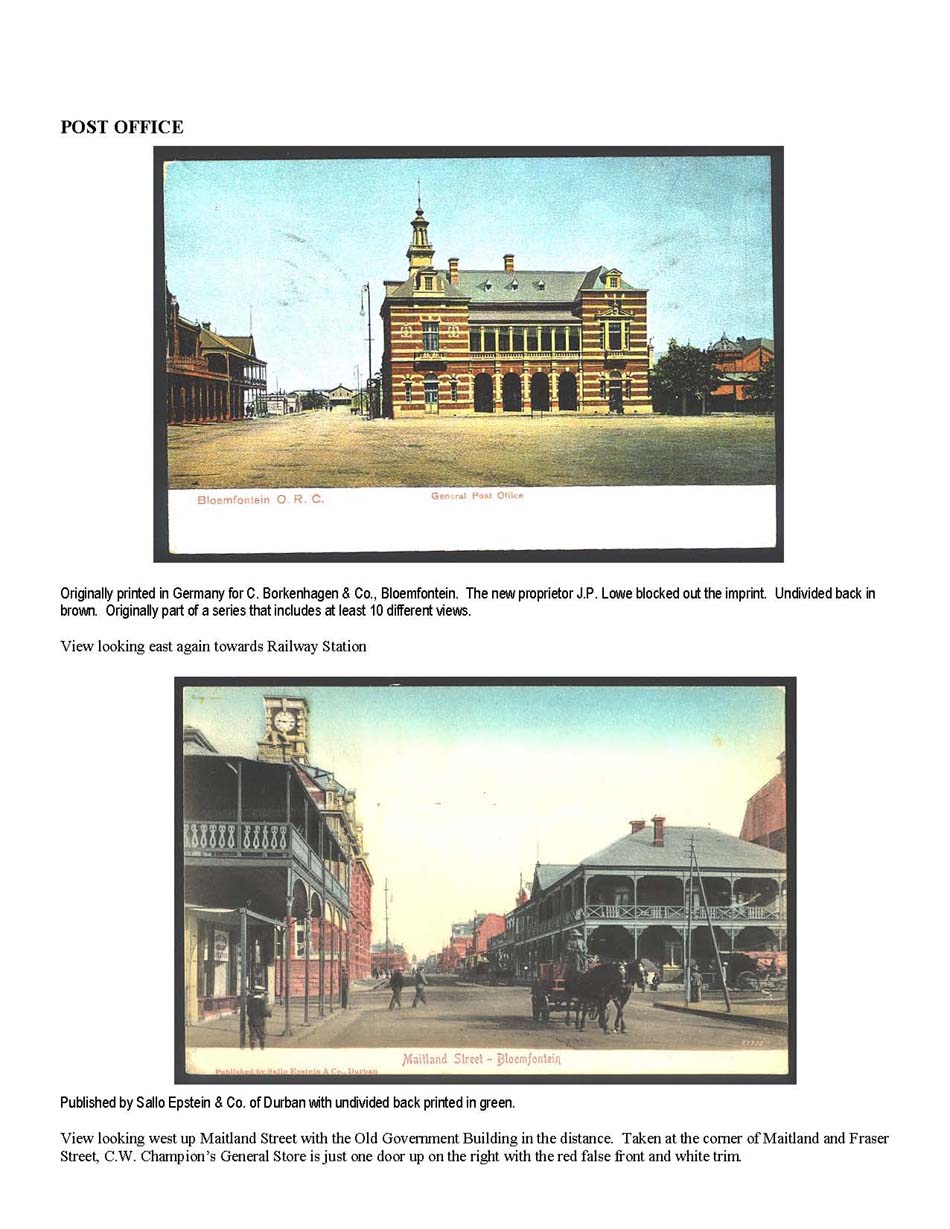 POST OFFICE
Bloemfontein O. R. C.
General Post Office
Originally printed in Germany for C. Borkenhagen & Co., Bloemfontein. The new proprietor J.P. Lowe blocked out the imprint. Undivided back in
brown. Originally part of a series that includes at least 10 different views.
View looking east again towards Railway Station
Maitland Street - Bloemfontein
Published by Sallo Epstein & Co., Durban
Published by Sallo Epstein & Co. of Durban with undivided back printed in green.
View looking west up Maitland Street with the Old Government Building in the distance. Taken at the corner of Maitland and Fraser
Street, C.W. Champion's General Store is just one door up on the right with the red false front and white trim.